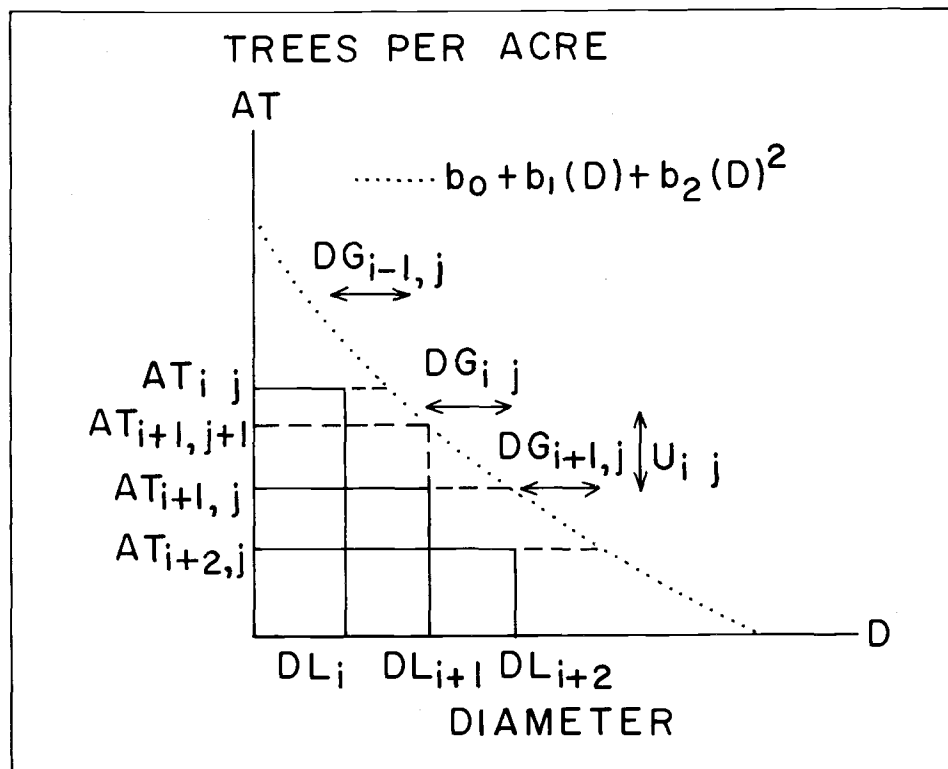 TREES PER ACRE
AT
b₀ + b₁(D) + b₂(D)²
DGᵢ₋₁, ⱼ
DGᵢ ⱼ
ATᵢ ⱼ
ATᵢ₊₁, ⱼ₊₁
DGᵢ₊₁, ⱼ
Uᵢ ⱼ
ATᵢ₊₁, ⱼ
ATᵢ₊₂, ⱼ
D
DLᵢ DLᵢ₊₁ DLᵢ₊₂
DIAMETER